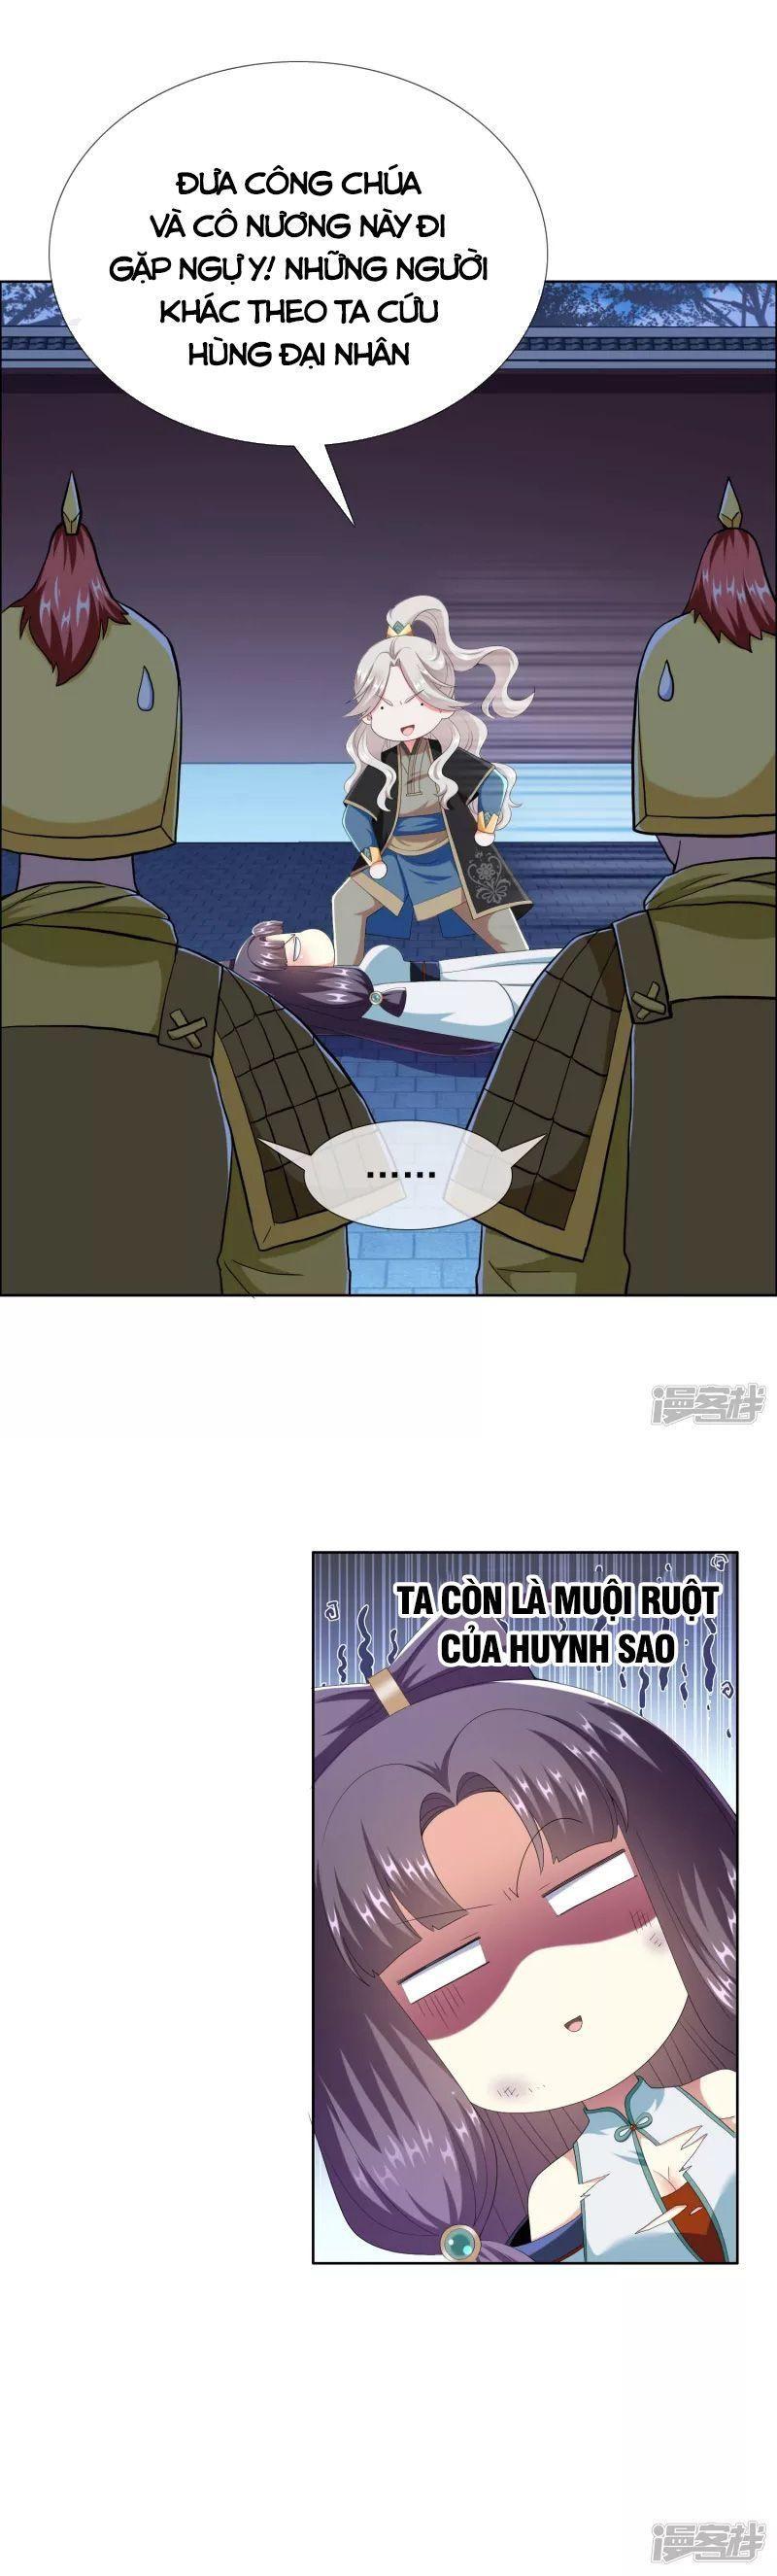 ĐƯA CÔNG CHÚA
VÀ CÔ NƯƠNG NÀY ĐI
GẶP NGỰ Y! NHỮNG NGƯỜI
KHÁC THEO TA CỨU
HÙNG ĐẠI NHÂN
......
漫客栈
TA CÒN LÀ MUỘI RUỘT
CỦA HUYNH SAO
漫客栈